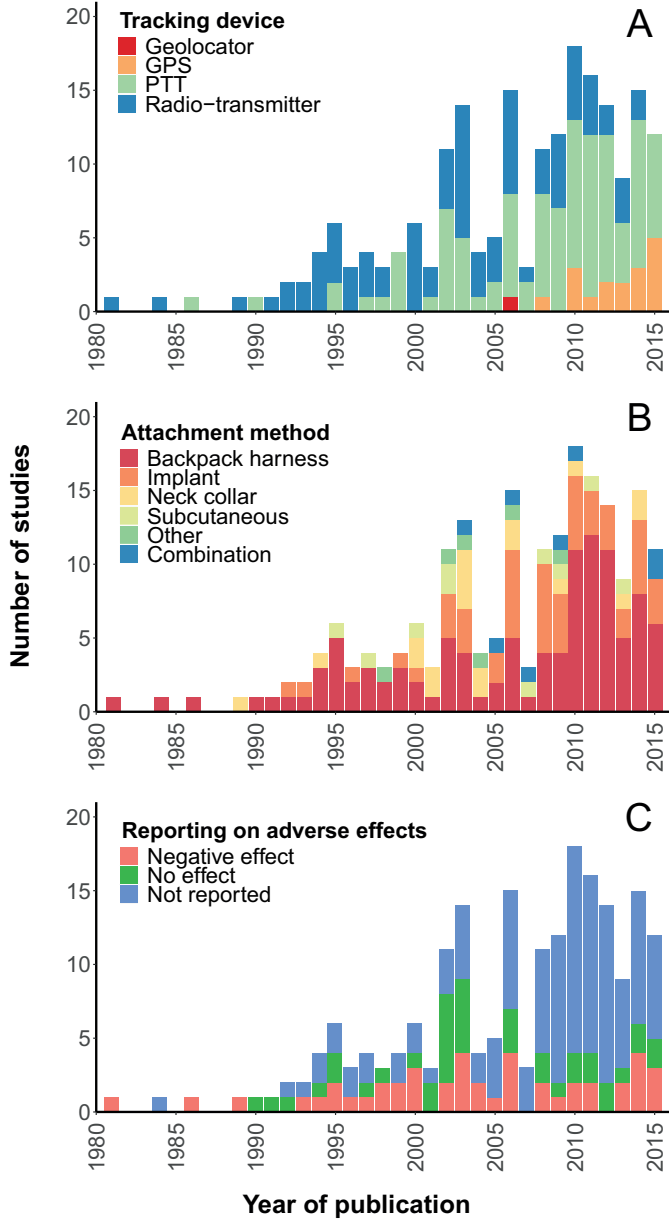 Number of studies
A
20
15
10
5
0
Tracking device
Geolocator
GPS
PTT
Radio−transmitter
1980
1985
1990
1995
2000
2005
2010
2015
B
20
15
10
5
0
Attachment method
Backpack harness
Implant
Neck collar
Subcutaneous
Other
Combination
1980
1985
1990
1995
2000
2005
2010
2015
C
20
15
10
5
0
Reporting on adverse effects
Negative effect
No effect
Not reported
1980
1985
1990
1995
2000
2005
2010
2015
Year of publication